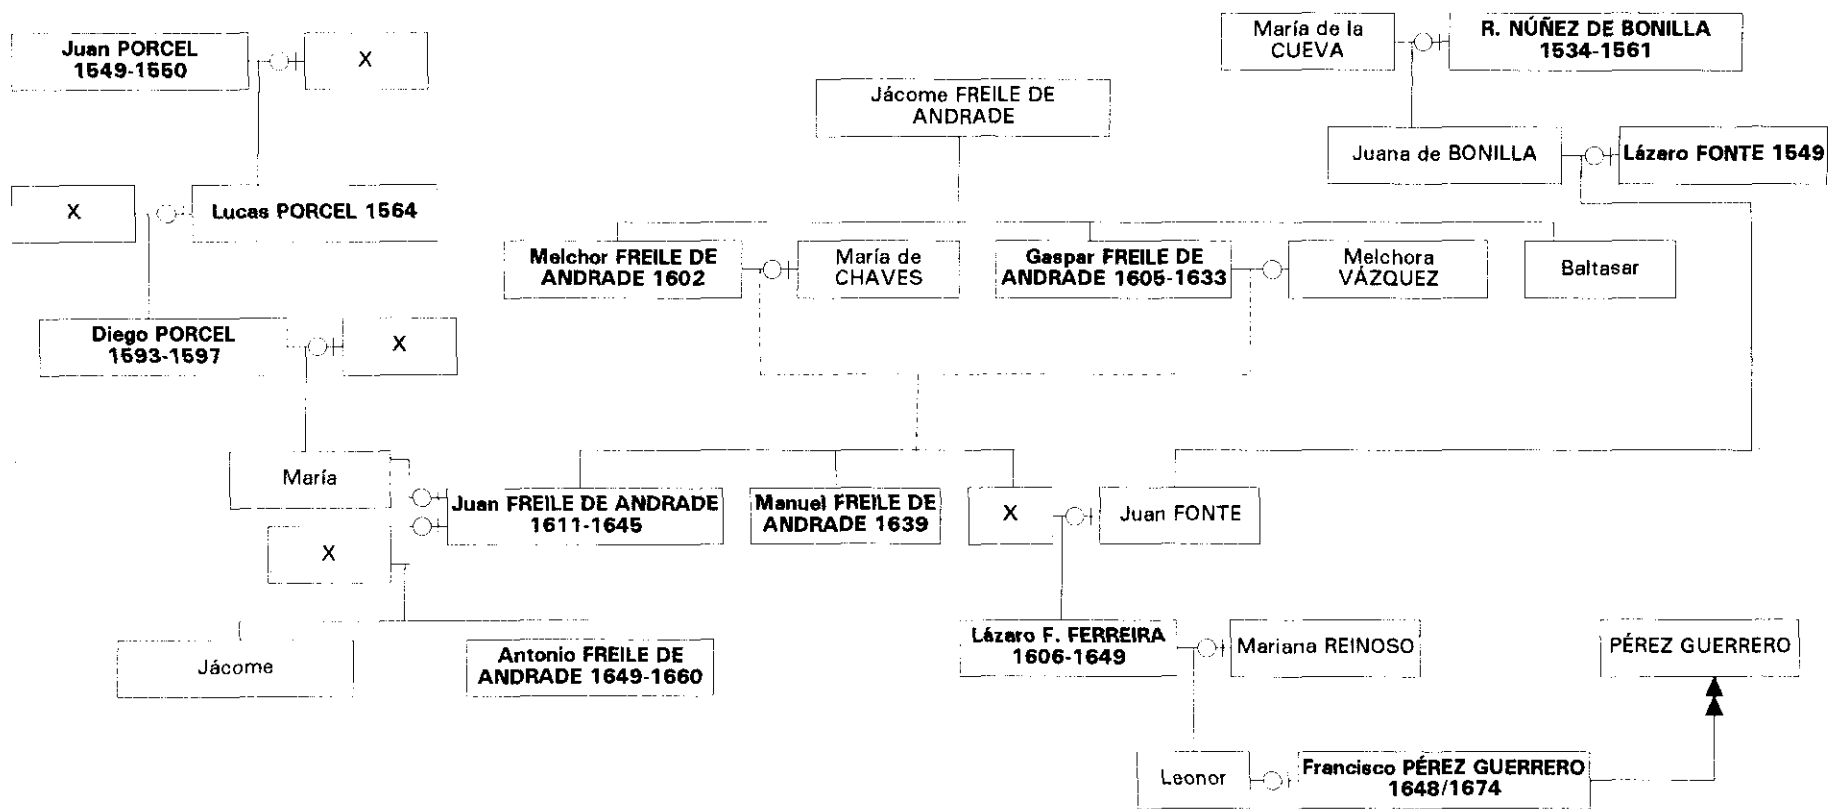 Juan PORCEL
1549-1550
X
María de la
CUEVA
R. NÚÑEZ DE BONILLA
1534-1561
Jácome FREILE DE
ANDRADE
Juana de BONILLA
Lázaro FONTE 1549
X
Lucas PORCEL 1564
Melchor FREILE DE
ANDRADE 1602
María de
CHAVES
Gaspar FREILE DE
ANDRADE 1605-1633
Melchora
VÁZQUEZ
Baltasar
Diego PORCEL
1593-1597
X
María
Juan FREILE DE ANDRADE
1611-1645
Manuel FREILE DE
ANDRADE 1639
X
Juan FONTE
X
Jácome
Antonio FREILE DE
ANDRADE 1649-1660
Lázaro F. FERREIRA
1606-1649
Mariana REINOSO
PÉREZ GUERRERO
Leonor
Francisco PÉREZ GUERRERO
1648/1674